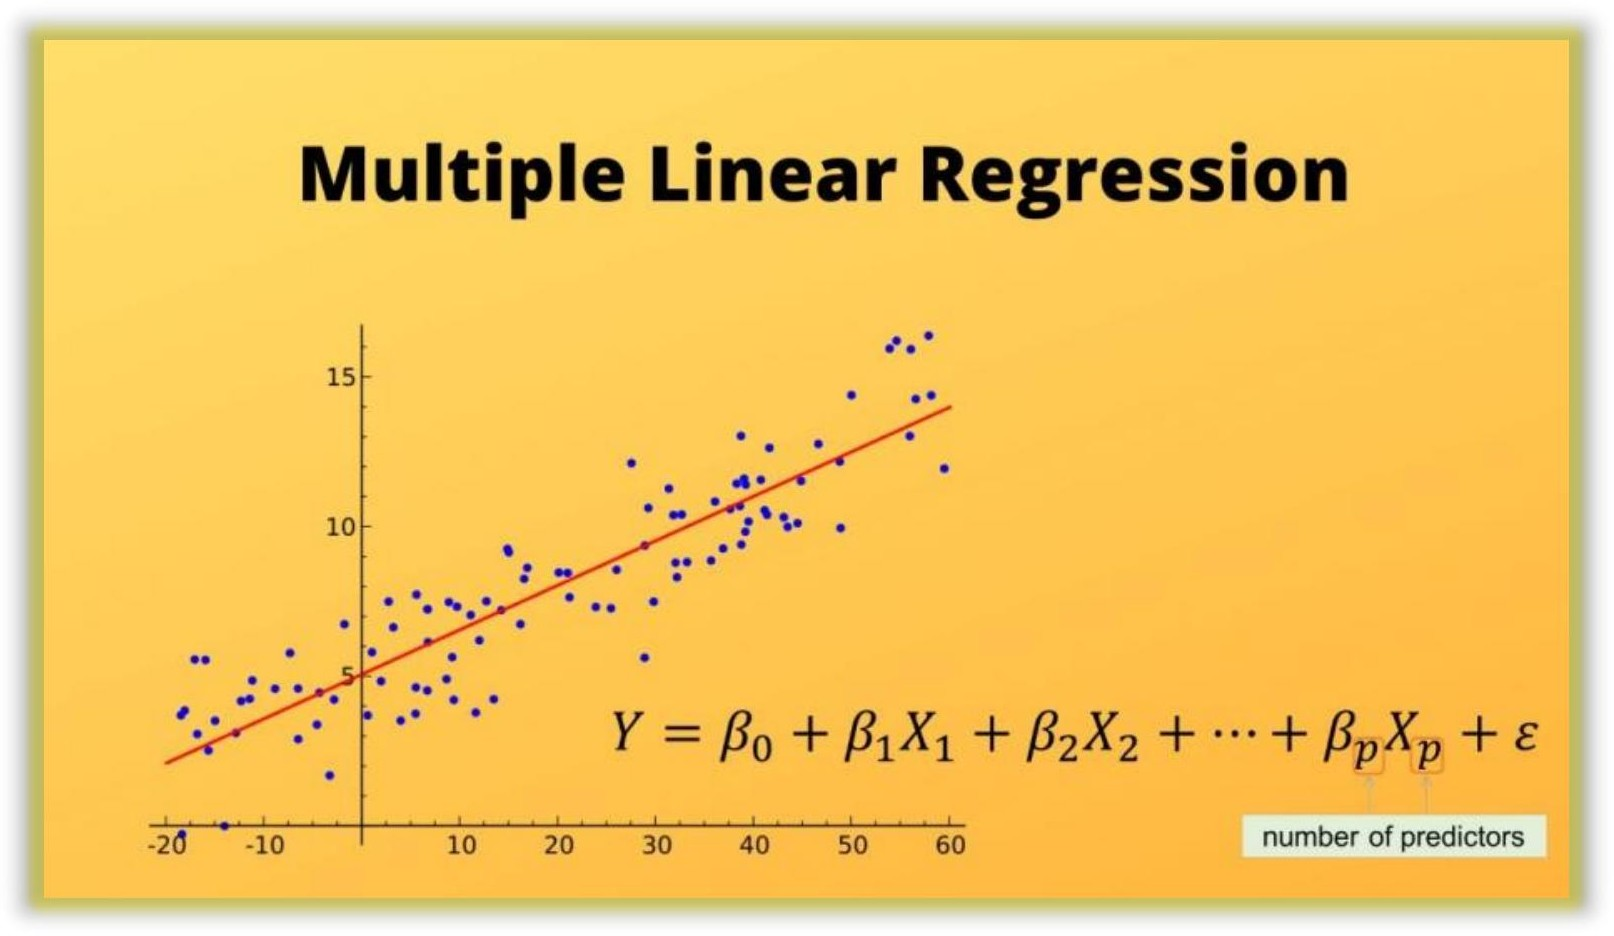 Multiple Linear Regression
15
10
5
-20 -10 10 20 30 40 50 60
Y = β₀ + β₁X₁ + β₂X₂ + ⋯ + βₚXₚ + ε
number of predictors